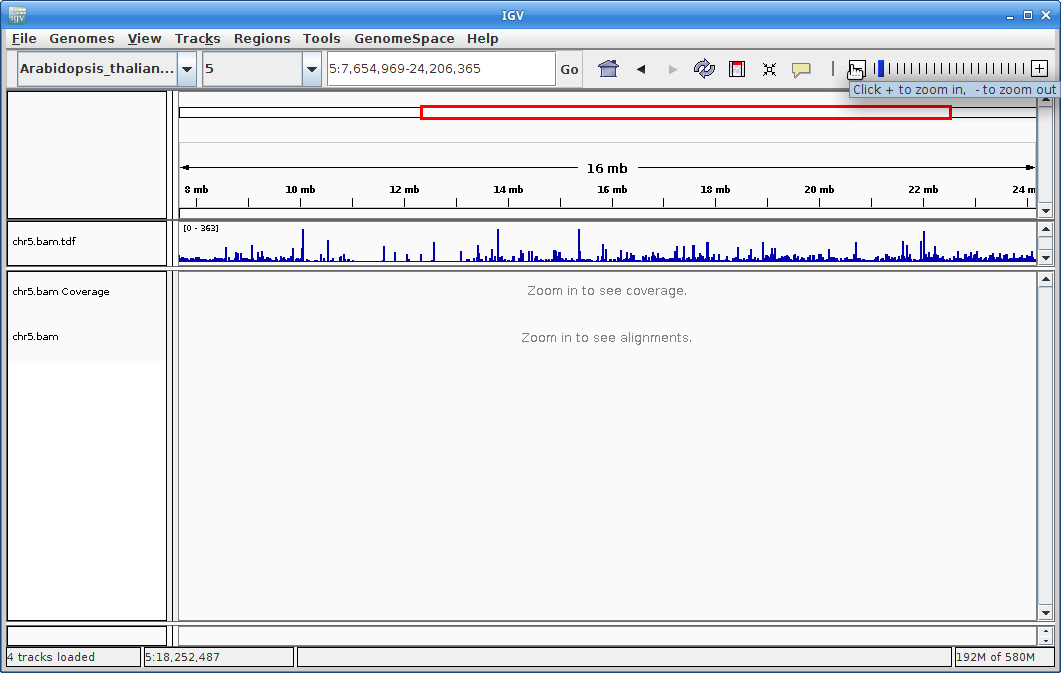 IGV
File Genomes View Tracks Regions Tools GenomeSpace Help
Arabidopsis_thalian... 5 5:7,654,969-24,206,365 Go
Click + to zoom in, - to zoom out
16 mb
8 mb 10 mb 12 mb 14 mb 16 mb 18 mb 20 mb 22 mb 24 m
chr5.bam.tdf [0 - 363]
chr5.bam Coverage Zoom in to see coverage.
chr5.bam Zoom in to see alignments.
4 tracks loaded 5:18,252,487 192M of 580M